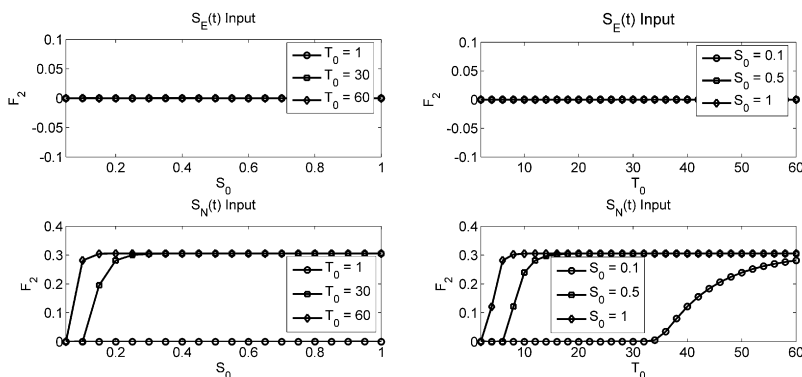 S_E(t) Input
0.1
0.05
0
-0.05
-0.1
F_2
T_0 = 1
T_0 = 30
T_0 = 60
0.2
0.4
0.6
0.8
1
S_0
S_E(t) Input
0.1
0.05
0
-0.05
-0.1
F_2
S_0 = 0.1
S_0 = 0.5
S_0 = 1
10
20
30
40
50
60
T_0
S_N(t) Input
0.4
0.3
0.2
0.1
0
F_2
T_0 = 1
T_0 = 30
T_0 = 60
0.2
0.4
0.6
0.8
1
S_0
S_N(t) Input
0.4
0.3
0.2
0.1
0
F_2
S_0 = 0.1
S_0 = 0.5
S_0 = 1
10
20
30
40
50
60
T_0